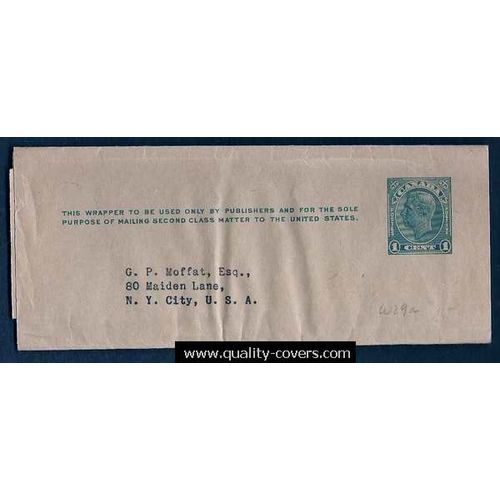 THIS WRAPPER TO BE USED ONLY BY PUBLISHERS AND FOR THE SOLE
PURPOSE OF MAILING SECOND CLASS MATTER TO THE UNITED STATES.
CANADA
1 1
G. P. Moffat, Esq.,
80 Maiden Lane,
N. Y. City, U. S. A.
www.quality-covers.com